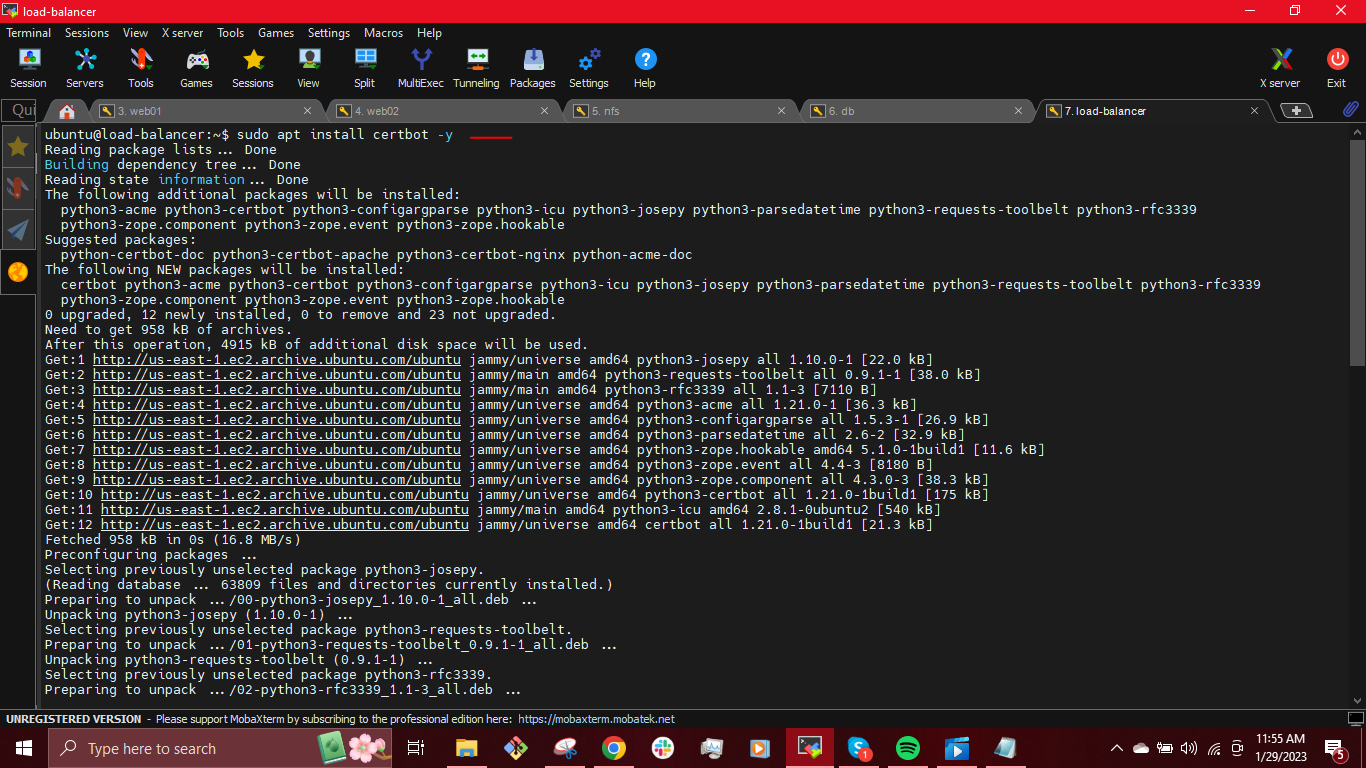 load-balancer
Terminal Sessions View X server Tools Games Settings Macros Help
Session Servers Tools Games Sessions View Split MultiExec Tunneling Packages Settings Help X server Exit
Qui 3. web01 4. web02 5. nfs 6. db 7. load-balancer
ubuntu@load-balancer:~$ sudo apt install certbot -y
Reading package lists... Done
Building dependency tree... Done
Reading state information... Done
The following additional packages will be installed:
  python3-acme python3-certbot python3-configargparse python3-icu python3-josepy python3-parsedatetime python3-requests-toolbelt python3-rfc3339
  python3-zope.component python3-zope.event python3-zope.hookable
Suggested packages:
  python-certbot-doc python3-certbot-apache python3-certbot-nginx python-acme-doc
The following NEW packages will be installed:
  certbot python3-acme python3-certbot python3-configargparse python3-icu python3-josepy python3-parsedatetime python3-requests-toolbelt python3-rfc3339
  python3-zope.component python3-zope.event python3-zope.hookable
0 upgraded, 12 newly installed, 0 to remove and 23 not upgraded.
Need to get 958 kB of archives.
After this operation, 4915 kB of additional disk space will be used.
Get:1 http://us-east-1.ec2.archive.ubuntu.com/ubuntu jammy/universe amd64 python3-josepy all 1.10.0-1 [22.0 kB]
Get:2 http://us-east-1.ec2.archive.ubuntu.com/ubuntu jammy/main amd64 python3-requests-toolbelt all 0.9.1-1 [38.0 kB]
Get:3 http://us-east-1.ec2.archive.ubuntu.com/ubuntu jammy/main amd64 python3-rfc3339 all 1.1-3 [7110 B]
Get:4 http://us-east-1.ec2.archive.ubuntu.com/ubuntu jammy/universe amd64 python3-acme all 1.21.0-1 [36.3 kB]
Get:5 http://us-east-1.ec2.archive.ubuntu.com/ubuntu jammy/universe amd64 python3-configargparse all 1.5.3-1 [26.9 kB]
Get:6 http://us-east-1.ec2.archive.ubuntu.com/ubuntu jammy/universe amd64 python3-parsedatetime all 2.6-2 [32.9 kB]
Get:7 http://us-east-1.ec2.archive.ubuntu.com/ubuntu jammy/universe amd64 python3-zope.hookable amd64 5.1.0-1build1 [11.6 kB]
Get:8 http://us-east-1.ec2.archive.ubuntu.com/ubuntu jammy/universe amd64 python3-zope.event all 4.4-3 [8180 B]
Get:9 http://us-east-1.ec2.archive.ubuntu.com/ubuntu jammy/universe amd64 python3-zope.component all 4.3.0-3 [38.3 kB]
Get:10 http://us-east-1.ec2.archive.ubuntu.com/ubuntu jammy/universe amd64 python3-certbot all 1.21.0-1build1 [175 kB]
Get:11 http://us-east-1.ec2.archive.ubuntu.com/ubuntu jammy/main amd64 python3-icu amd64 2.8.1-0ubuntu2 [540 kB]
Get:12 http://us-east-1.ec2.archive.ubuntu.com/ubuntu jammy/universe amd64 certbot all 1.21.0-1build1 [21.3 kB]
Fetched 958 kB in 0s (16.8 MB/s)
Preconfiguring packages ...
Selecting previously unselected package python3-josepy.
(Reading database ... 63809 files and directories currently installed.)
Preparing to unpack .../00-python3-josepy_1.10.0-1_all.deb ...
Unpacking python3-josepy (1.10.0-1) ...
Selecting previously unselected package python3-requests-toolbelt.
Preparing to unpack .../01-python3-requests-toolbelt_0.9.1-1_all.deb ...
Unpacking python3-requests-toolbelt (0.9.1-1) ...
Selecting previously unselected package python3-rfc3339.
Preparing to unpack .../02-python3-rfc3339_1.1-3_all.deb ...
UNREGISTERED VERSION - Please support MobaXterm by subscribing to the professional edition here: https://mobaxterm.mobatek.net
Type here to search
1
11:55 AM
1/29/2023
5